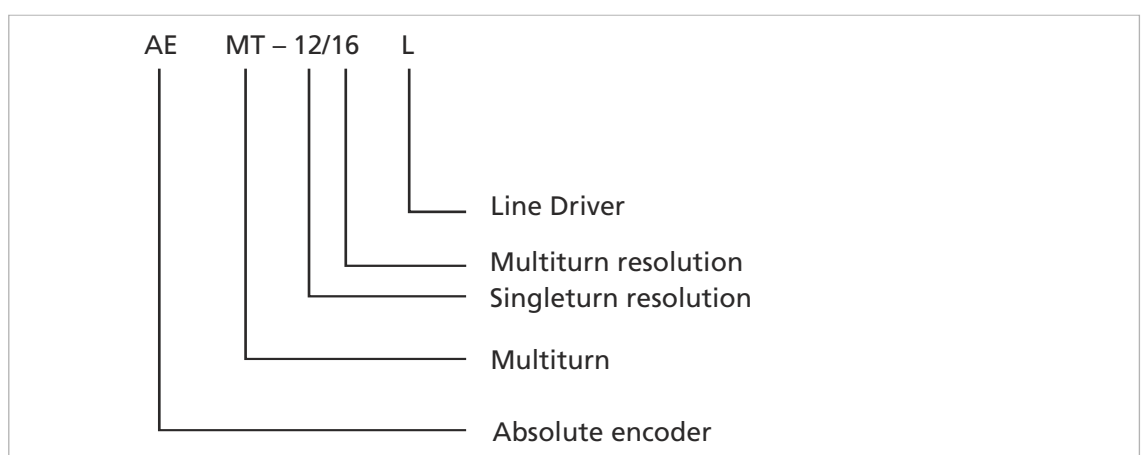 AE MT – 12/16 L
Line Driver
Multiturn resolution
Singleturn resolution
Multiturn
Absolute encoder